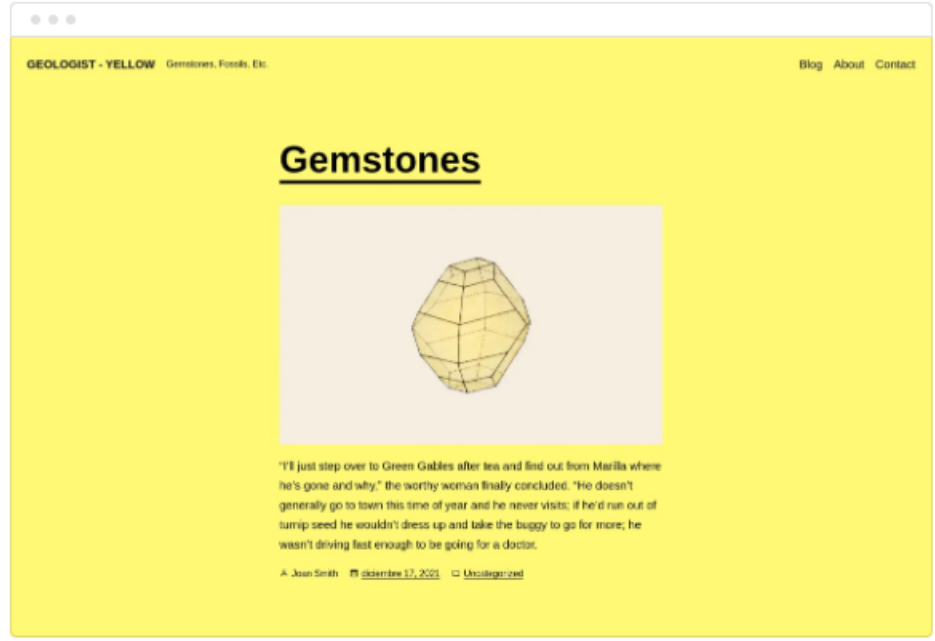 GEOLOGIST - YELLOW Gemstones, Fossils, Etc.
Blog About Contact
Gemstones
“I’ll just step over to Green Gables after tea and find out from Marilla where
he’s gone and why,” the worthy woman finally concluded. “He doesn’t
generally go to town this time of year and he never visits; if he’d run out of
turnip seed he wouldn’t dress up and take the buggy to go for more; he
wasn’t driving fast enough to be going for a doctor.
Joan Smith diciembre 17, 2021 Uncategorized